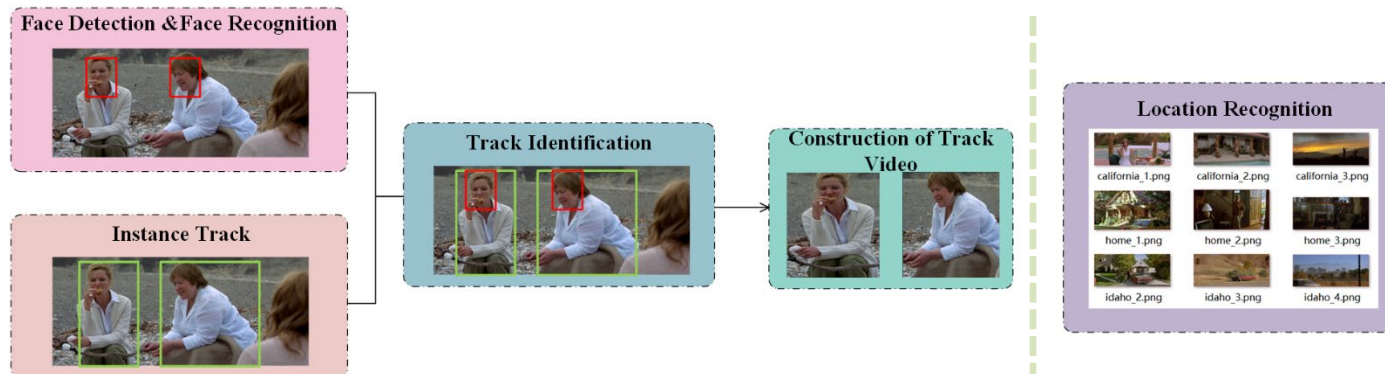 Face Detection &Face Recognition
Instance Track
Track Identification
Construction of Track
Video
Location Recognition
california_1.png
california_2.png
california_3.png
home_1.png
home_2.png
home_3.png
idaho_2.png
idaho_3.png
idaho_4.png